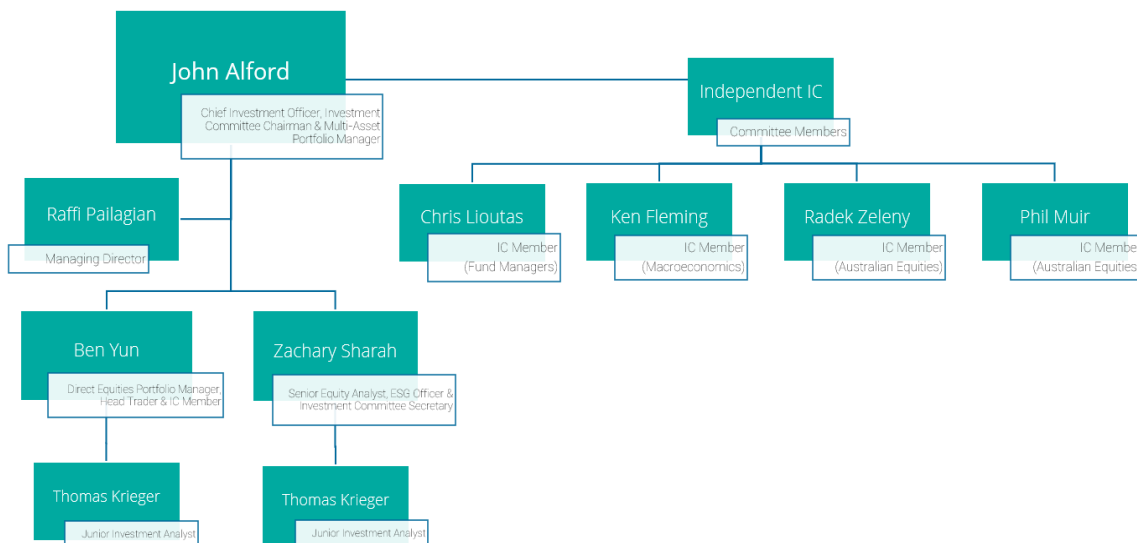 John Alford
Chief Investment Officer, Investment
Committee Chairman & Multi-Asset
Portfolio Manager
Independent IC
Committee Members
Raffi Pailagian
Managing Director
Chris Lioutas
IC Member
(Fund Managers)
Ken Fleming
IC Member
(Macroeconomics)
Radek Zeleny
IC Member
(Australian Equities)
Phil Muir
IC Member
(Australian Equities
Ben Yun
Direct Equities Portfolio Manager,
Head Trader & IC Member
Zachary Sharah
Senior Equity Analyst, ESG Officer &
Investment Committee Secretary
Thomas Krieger
Junior Investment Analyst
Thomas Krieger
Junior Investment Analyst